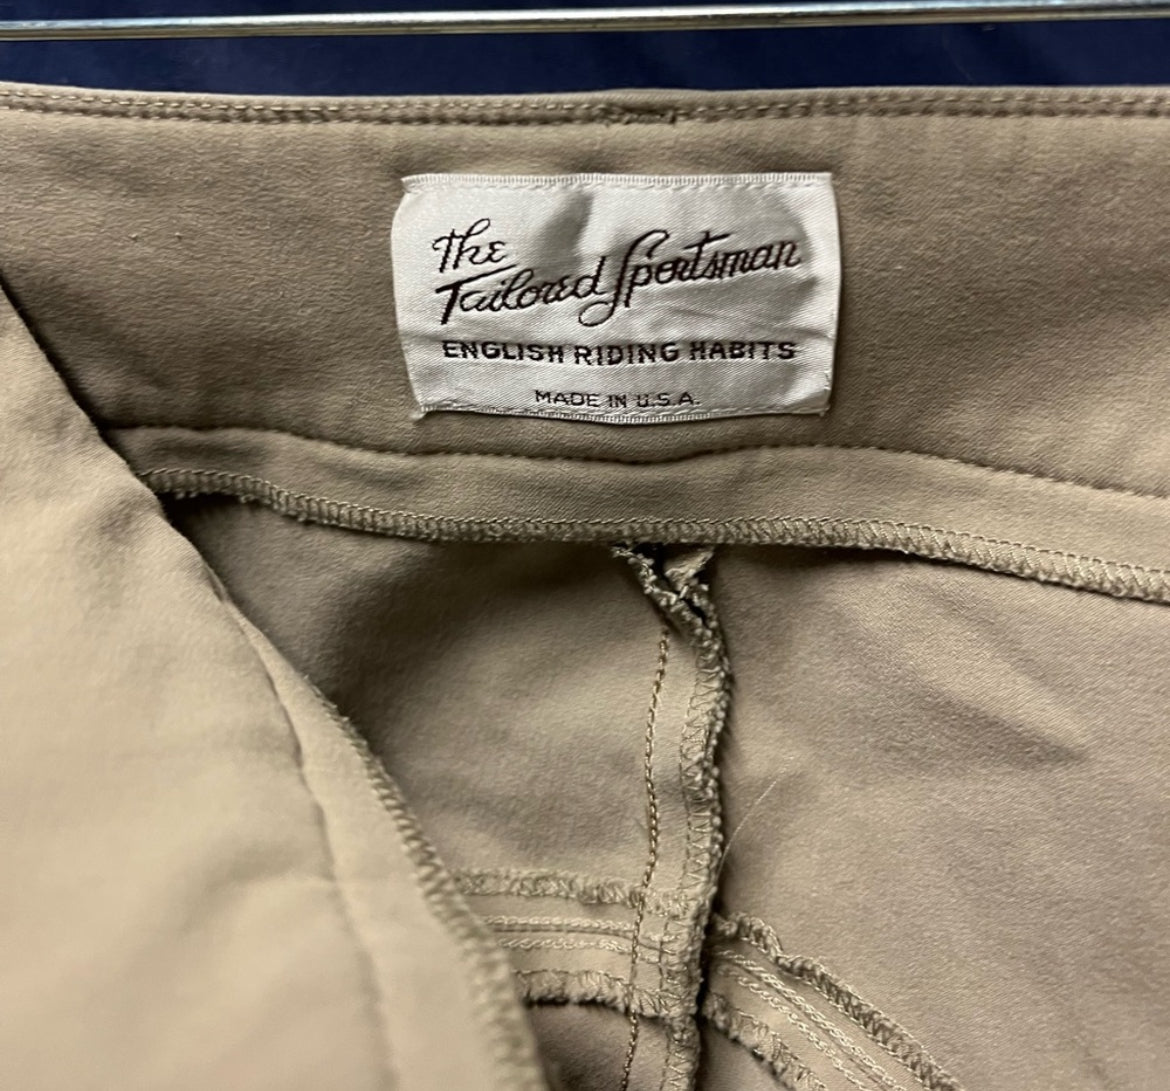 The
Tailored Sportsman
ENGLISH RIDING HABITS
MADE IN U.S.A.